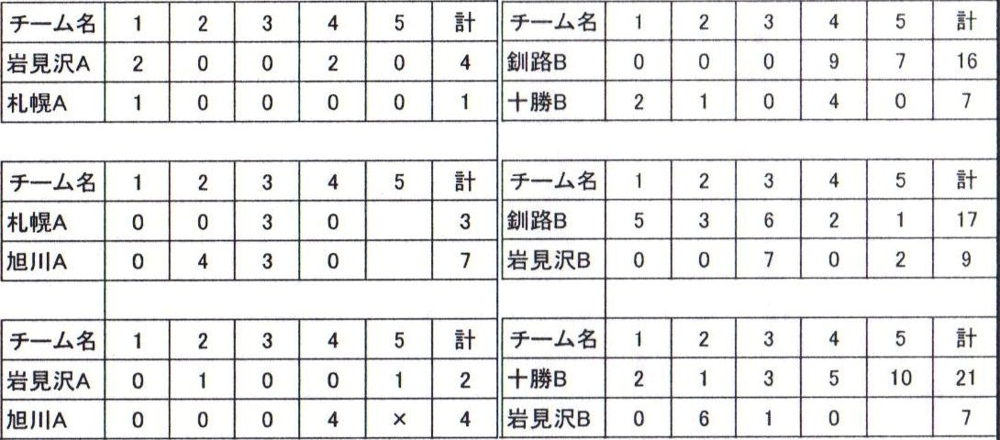 チーム名 1 2 3 4 5 計
岩見沢A 2 0 0 2 0 4
札幌A 1 0 0 0 0 1
チーム名 1 2 3 4 5 計
札幌A 0 0 3 0 3
旭川A 0 4 3 0 7
チーム名 1 2 3 4 5 計
岩見沢A 0 1 0 0 1 2
旭川A 0 0 0 4 × 4
チーム名 1 2 3 4 5 計
釧路B 0 0 0 9 7 16
十勝B 2 1 0 4 0 7
チーム名 1 2 3 4 5 計
釧路B 5 3 6 2 1 17
岩見沢B 0 0 7 0 2 9
チーム名 1 2 3 4 5 計
十勝B 2 1 3 5 10 21
岩見沢B 0 6 1 0 7